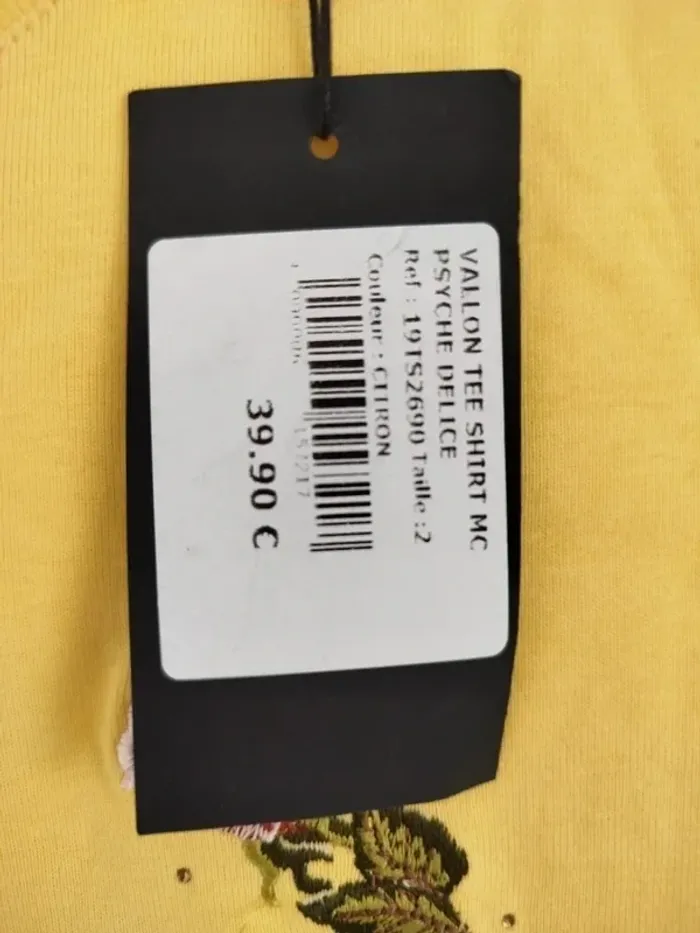 VALLON TEE SHIRT MC
PSYCHE DELICE
Ref : 19TS2690 Taille :2
Couleur : CITRON
39.90 €